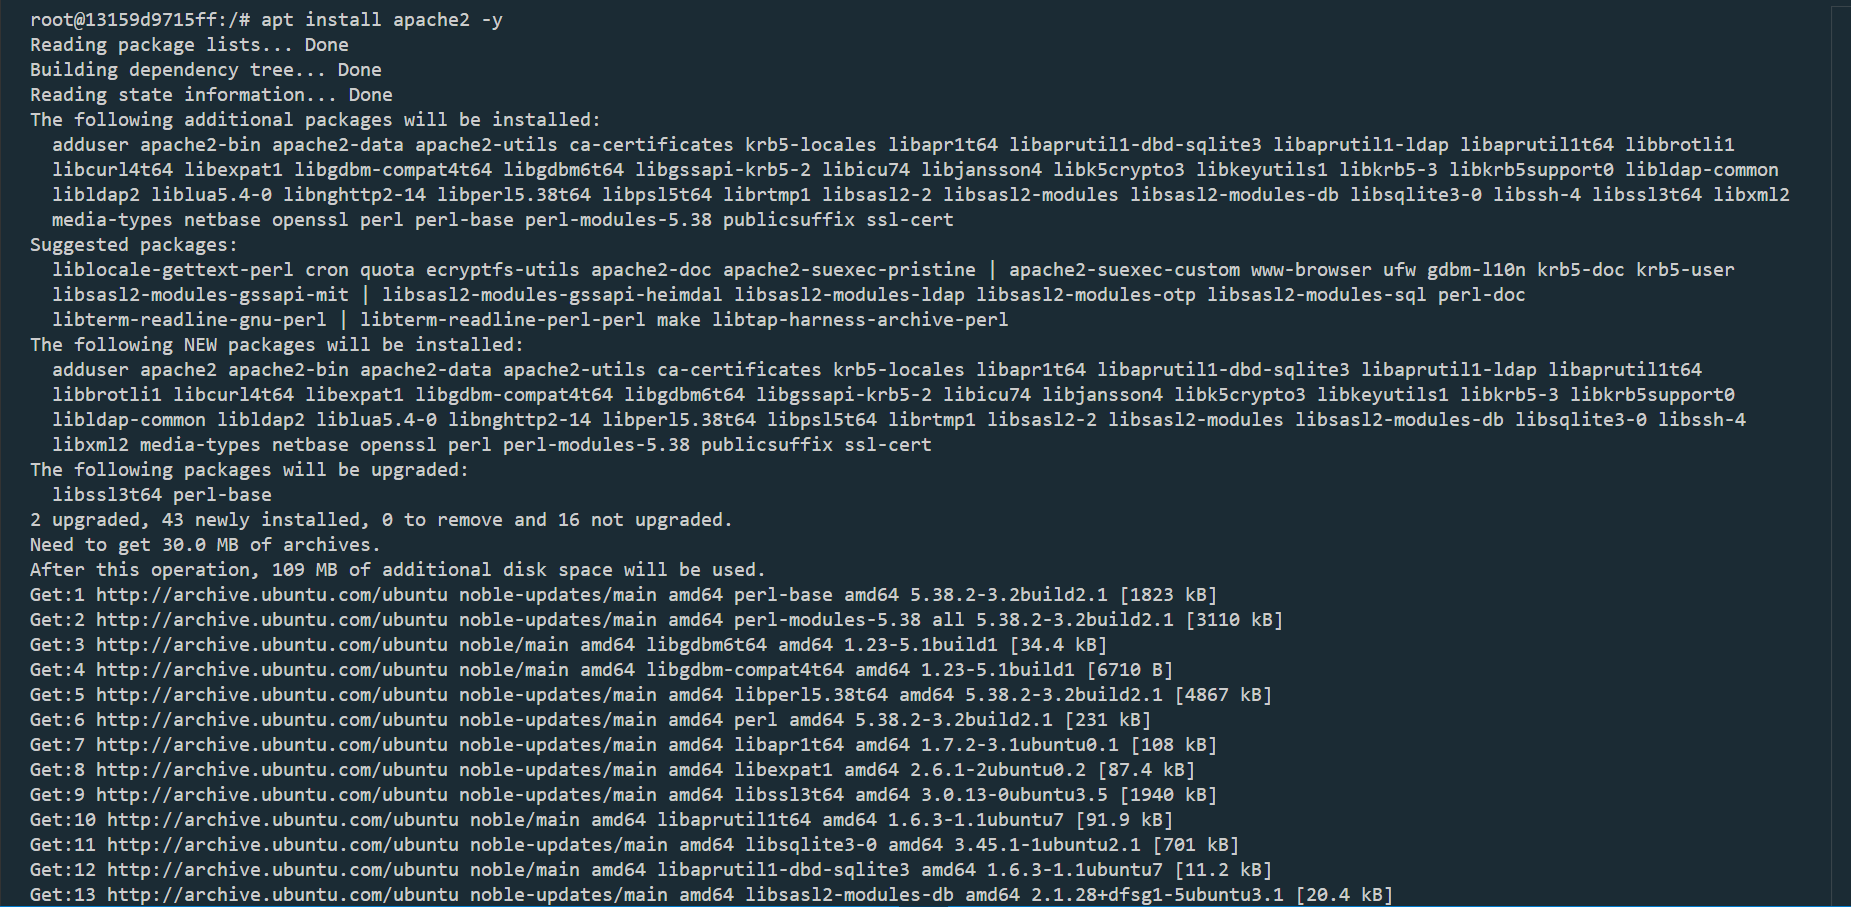 root@13159d9715ff:/# apt install apache2 -y
Reading package lists... Done
Building dependency tree... Done
Reading state information... Done
The following additional packages will be installed:
  adduser apache2-bin apache2-data apache2-utils ca-certificates krb5-locales libapr1t64 libaprutil1-dbd-sqlite3 libaprutil1-ldap libaprutil1t64 libbrotli1
  libcurl4t64 libexpat1 libgdbm-compat4t64 libgdbm6t64 libgssapi-krb5-2 libicu74 libjansson4 libk5crypto3 libkeyutils1 libkrb5-3 libkrb5support0 libldap-common
  libldap2 liblua5.4-0 libnghttp2-14 libperl5.38t64 libpsl5t64 librtmp1 libsasl2-2 libsasl2-modules libsasl2-modules-db libsqlite3-0 libssh-4 libssl3t64 libxml2
  media-types netbase openssl perl perl-base perl-modules-5.38 publicsuffix ssl-cert
Suggested packages:
  liblocale-gettext-perl cron quota ecryptfs-utils apache2-doc apache2-suexec-pristine | apache2-suexec-custom www-browser ufw gdbm-l10n krb5-doc krb5-user
  libsasl2-modules-gssapi-mit | libsasl2-modules-gssapi-heimdal libsasl2-modules-ldap libsasl2-modules-otp libsasl2-modules-sql perl-doc
  libterm-readline-gnu-perl | libterm-readline-perl-perl make libtap-harness-archive-perl
The following NEW packages will be installed:
  adduser apache2 apache2-bin apache2-data apache2-utils ca-certificates krb5-locales libapr1t64 libaprutil1-dbd-sqlite3 libaprutil1-ldap libaprutil1t64
  libbrotli1 libcurl4t64 libexpat1 libgdbm-compat4t64 libgdbm6t64 libgssapi-krb5-2 libicu74 libjansson4 libk5crypto3 libkeyutils1 libkrb5-3 libkrb5support0
  libldap-common libldap2 liblua5.4-0 libnghttp2-14 libperl5.38t64 libpsl5t64 librtmp1 libsasl2-2 libsasl2-modules libsasl2-modules-db libsqlite3-0 libssh-4
  libxml2 media-types netbase openssl perl perl-modules-5.38 publicsuffix ssl-cert
The following packages will be upgraded:
  libssl3t64 perl-base
2 upgraded, 43 newly installed, 0 to remove and 16 not upgraded.
Need to get 30.0 MB of archives.
After this operation, 109 MB of additional disk space will be used.
Get:1 http://archive.ubuntu.com/ubuntu noble-updates/main amd64 perl-base amd64 5.38.2-3.2build2.1 [1823 kB]
Get:2 http://archive.ubuntu.com/ubuntu noble-updates/main amd64 perl-modules-5.38 all 5.38.2-3.2build2.1 [3110 kB]
Get:3 http://archive.ubuntu.com/ubuntu noble/main amd64 libgdbm6t64 amd64 1.23-5.1build1 [34.4 kB]
Get:4 http://archive.ubuntu.com/ubuntu noble/main amd64 libgdbm-compat4t64 amd64 1.23-5.1build1 [6710 B]
Get:5 http://archive.ubuntu.com/ubuntu noble-updates/main amd64 libperl5.38t64 amd64 5.38.2-3.2build2.1 [4867 kB]
Get:6 http://archive.ubuntu.com/ubuntu noble-updates/main amd64 perl amd64 5.38.2-3.2build2.1 [231 kB]
Get:7 http://archive.ubuntu.com/ubuntu noble-updates/main amd64 libapr1t64 amd64 1.7.2-3.1ubuntu0.1 [108 kB]
Get:8 http://archive.ubuntu.com/ubuntu noble-updates/main amd64 libexpat1 amd64 2.6.1-2ubuntu0.2 [87.4 kB]
Get:9 http://archive.ubuntu.com/ubuntu noble-updates/main amd64 libssl3t64 amd64 3.0.13-0ubuntu3.5 [1940 kB]
Get:10 http://archive.ubuntu.com/ubuntu noble/main amd64 libaprutil1t64 amd64 1.6.3-1.1ubuntu7 [91.9 kB]
Get:11 http://archive.ubuntu.com/ubuntu noble-updates/main amd64 libsqlite3-0 amd64 3.45.1-1ubuntu2.1 [701 kB]
Get:12 http://archive.ubuntu.com/ubuntu noble/main amd64 libaprutil1-dbd-sqlite3 amd64 1.6.3-1.1ubuntu7 [11.2 kB]
Get:13 http://archive.ubuntu.com/ubuntu noble-updates/main amd64 libsasl2-modules-db amd64 2.1.28+dfsg1-5ubuntu3.1 [20.4 kB]